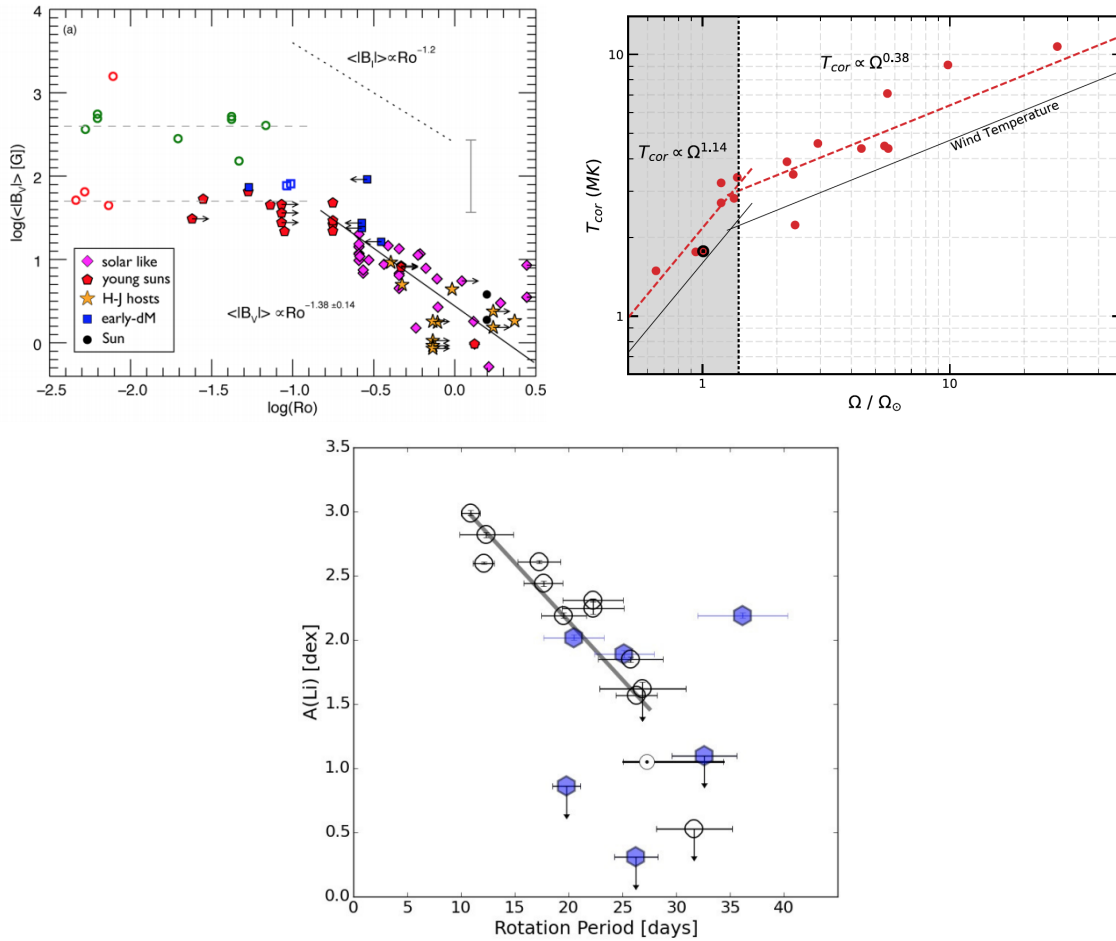 (a)
<|B_I|>∝Ro^-1.2
<|B_V|>∝Ro^-1.38 ±0.14
solar like
young suns
H-J hosts
early-dM
Sun
log(<|B_V|> [G])
4
3
2
1
0
-2.5 -2.0 -1.5 -1.0 -0.5 0.0 0.5
log(Ro)
T_cor ∝ Ω^0.38
T_cor ∝ Ω^1.14
Wind Temperature
T_cor (MK)
10
1
1 10
Ω / Ω_⊙
A(Li) [dex]
3.5
3.0
2.5
2.0
1.5
1.0
0.5
0.0
0 5 10 15 20 25 30 35 40
Rotation Period [days]